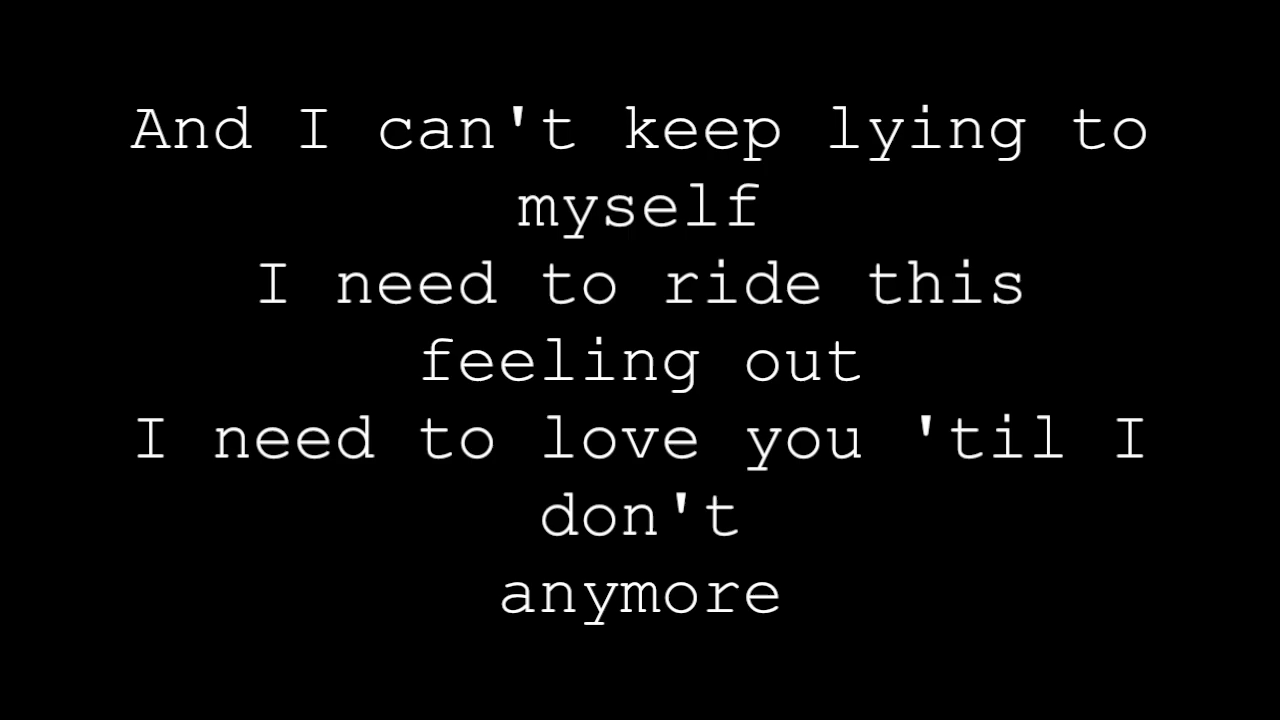 And I can't keep lying to
myself
I need to ride this
feeling out
I need to love you 'til I
don't
anymore